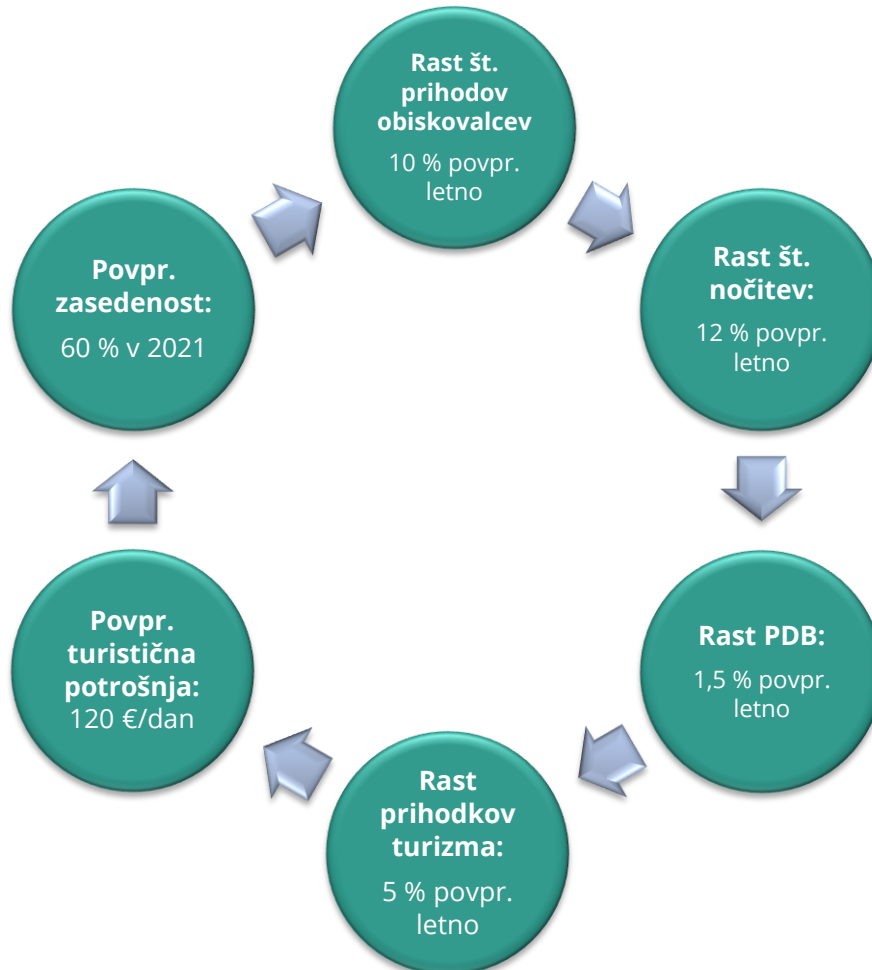 Rast št.
prihodov
obiskovalcev
10 % povpr.
letno
Rast št.
nočitev:
12 % povpr.
letno
Rast PDB:
1,5 % povpr.
letno
Rast
prihodkov
turizma:
5 % povpr.
letno
Povpr.
turistična
potrošnja:
120 €/dan
Povpr.
zasedenost:
60 % v 2021